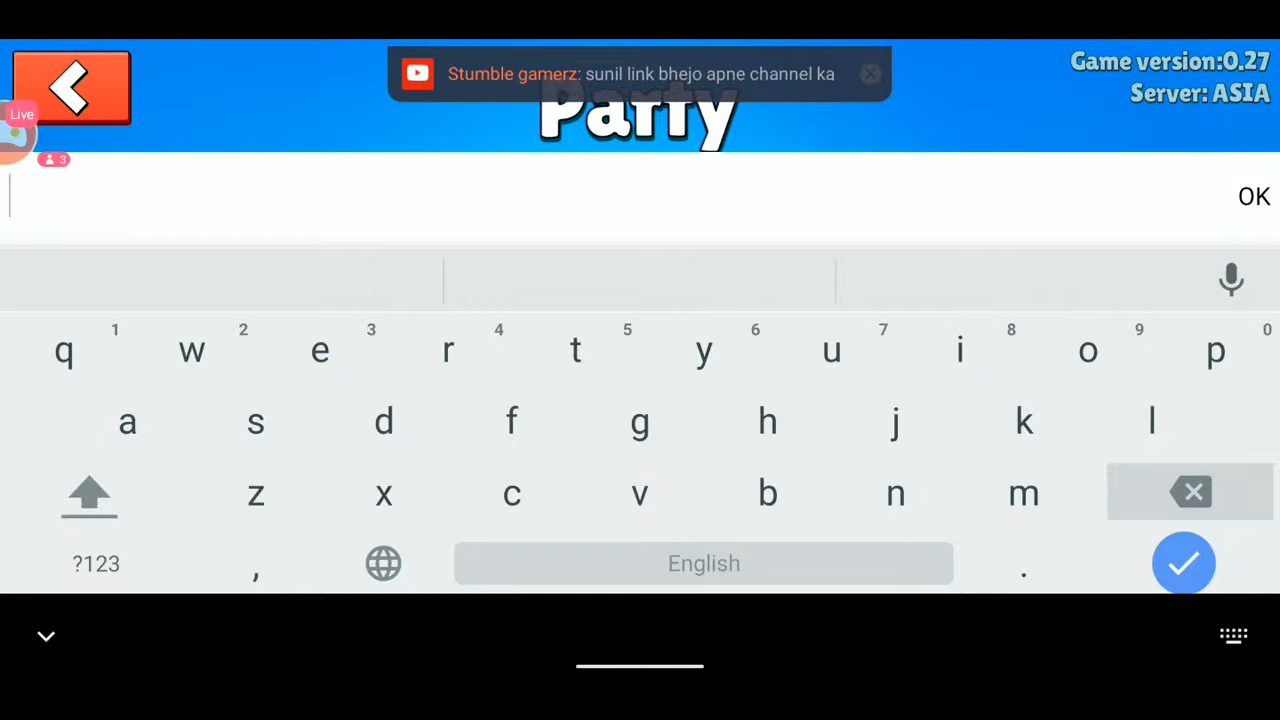 Stumble gamerz: sunil link bhejo apne channel ka
Game version:0.27
Server: ASIA
Party
Live
3
OK
1 2 3 4 5 6 7 8 9 0
q w e r t y u i o p
a s d f g h j k l
z x c v b n m
?123 , English .